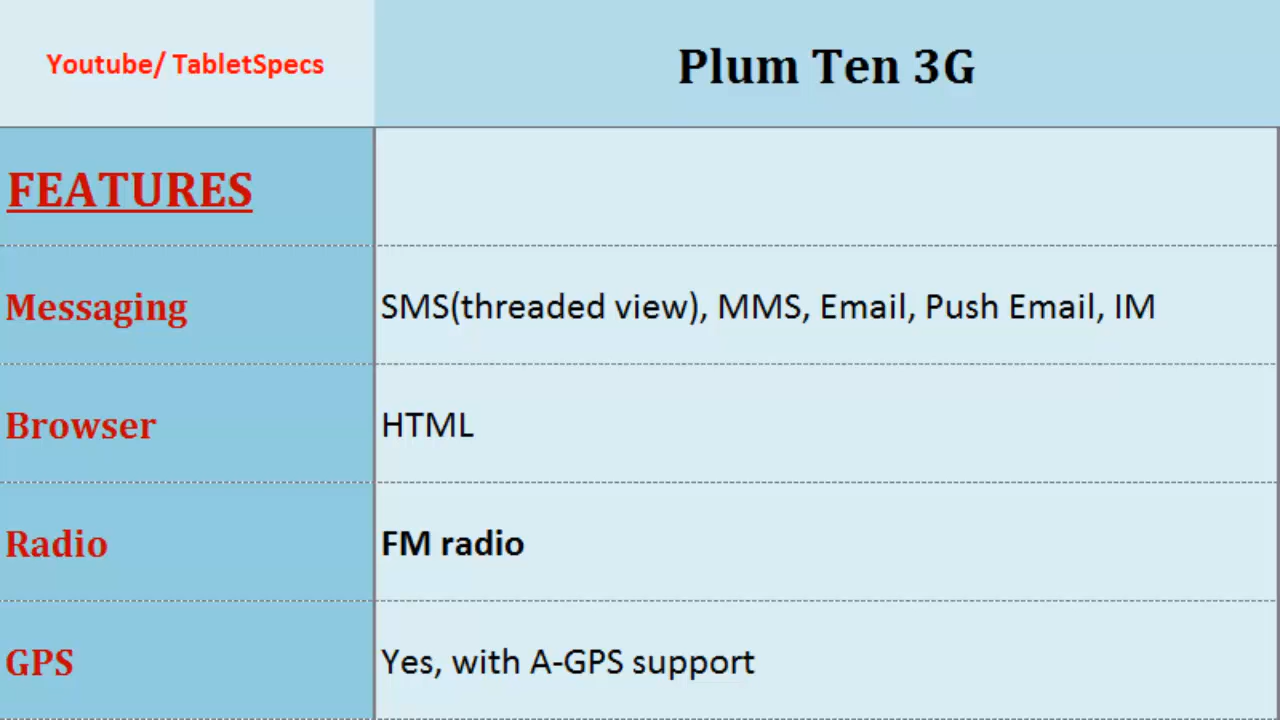 Youtube/ TabletSpecs
Plum Ten 3G
FEATURES
Messaging
SMS(threaded view), MMS, Email, Push Email, IM
Browser
HTML
Radio
FM radio
GPS
Yes, with A-GPS support